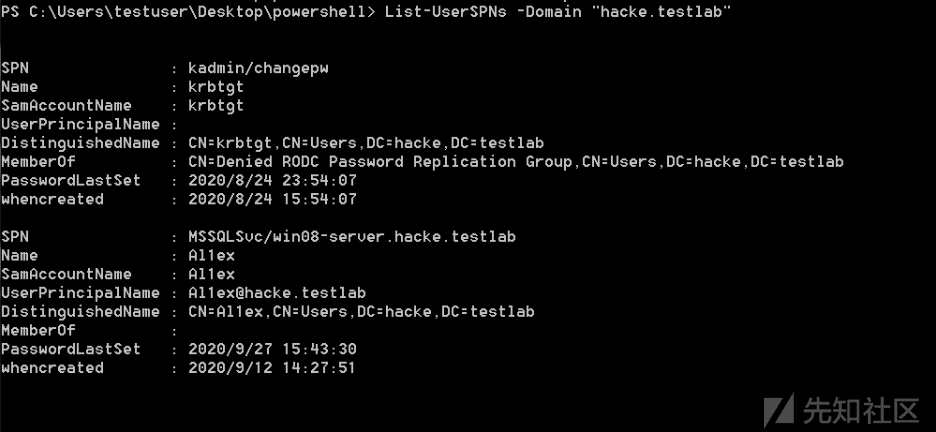 PS C:\Users\testuser\Desktop\powershell> List-UserSPNs -Domain "hacke.testlab"
SPN : kadmin/changepw
Name : krbtgt
SamAccountName : krbtgt
UserPrincipalName :
DistinguishedName : CN=krbtgt,CN=Users,DC=hacke,DC=testlab
MemberOf : CN=Denied RODC Password Replication Group,CN=Users,DC=hacke,DC=testlab
PasswordLastSet : 2020/8/24 23:54:07
whencreated : 2020/8/24 15:54:07
SPN : MSSQLSvc/win08-server.hacke.testlab
Name : Al1ex
SamAccountName : Al1ex
UserPrincipalName : Al1ex@hacke.testlab
DistinguishedName : CN=Al1ex,CN=Users,DC=hacke,DC=testlab
MemberOf :
PasswordLastSet : 2020/9/27 15:43:30
whencreated : 2020/9/12 14:27:51
先知社区